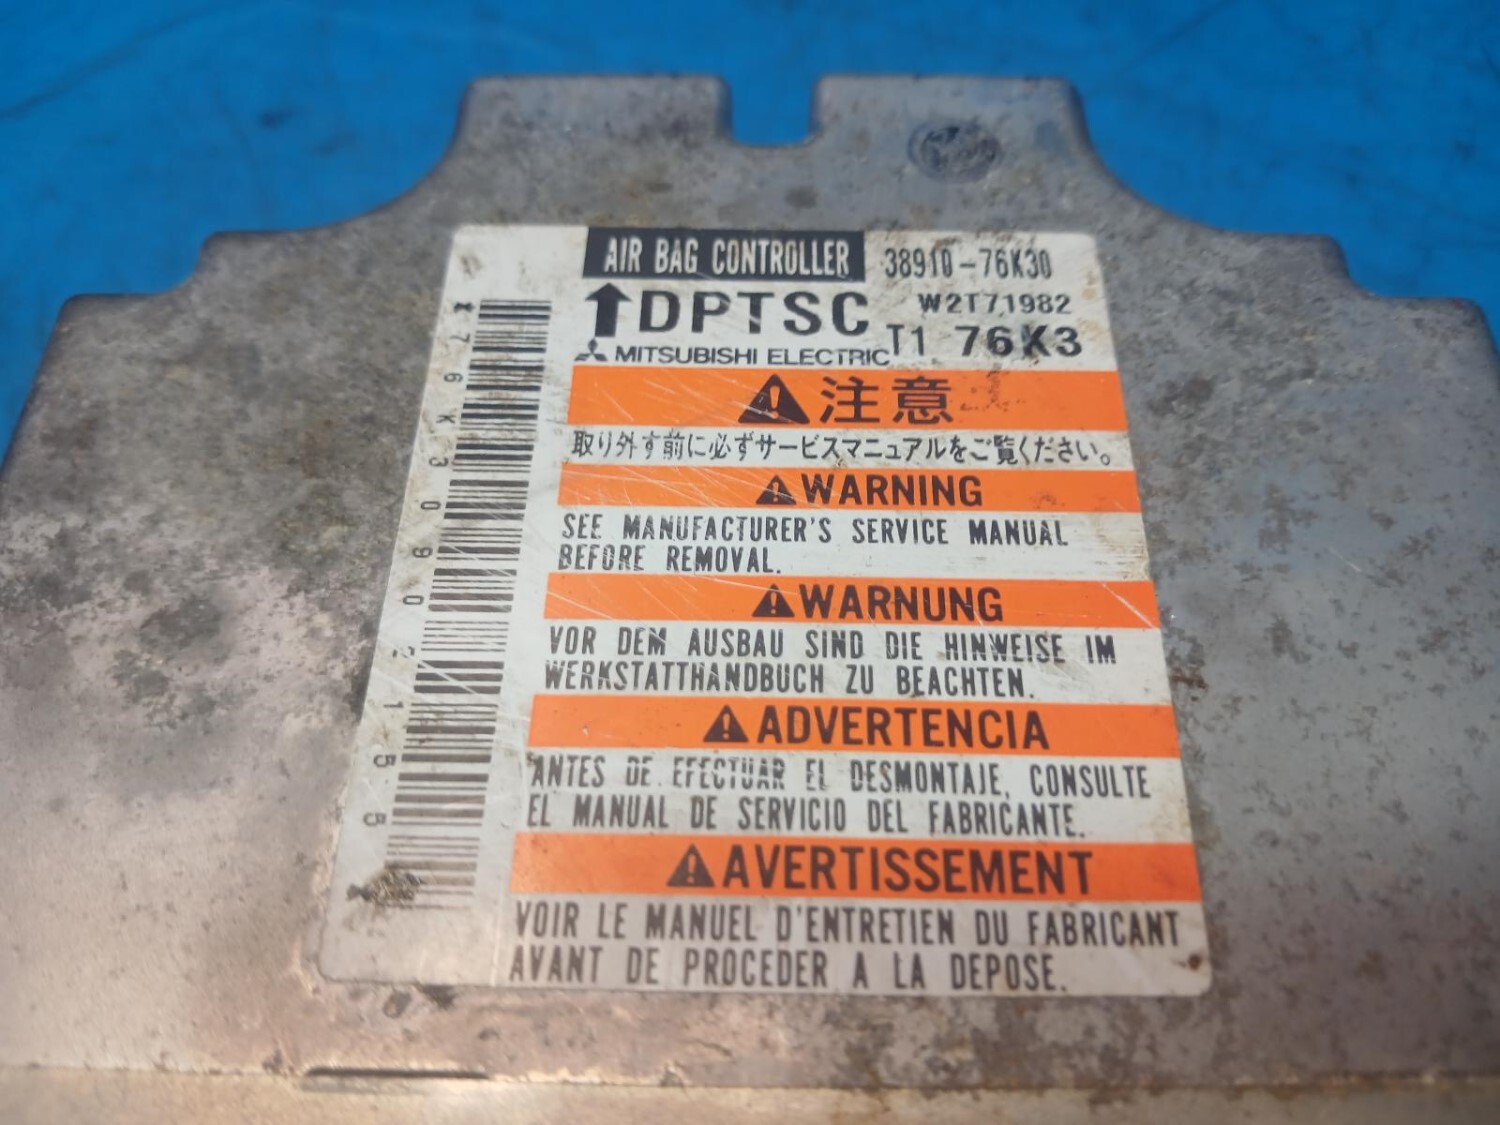 AIR BAG CONTROLLER 38910-76K30
↑DPTSC W2T71982
MITSUBISHI ELECTRIC T1 76K3
注意
取り外す前に必ずサービスマニュアルをご覧ください。
WARNING
SEE MANUFACTURER'S SERVICE MANUAL
BEFORE REMOVAL.
WARNUNG
VOR DEM AUSBAU SIND DIE HINWEISE IM
WERKSTATTHANDBUCH ZU BEACHTEN.
ADVERTENCIA
ANTES DE EFECTUAR EL DESMONTAJE, CONSULTE
EL MANUAL DE SERVICIO DEL FABRICANTE.
AVERTISSEMENT
VOIR LE MANUEL D'ENTRETIEN DU FABRICANT
AVANT DE PROCEDER A LA DEPOSE.
*76K30902155*